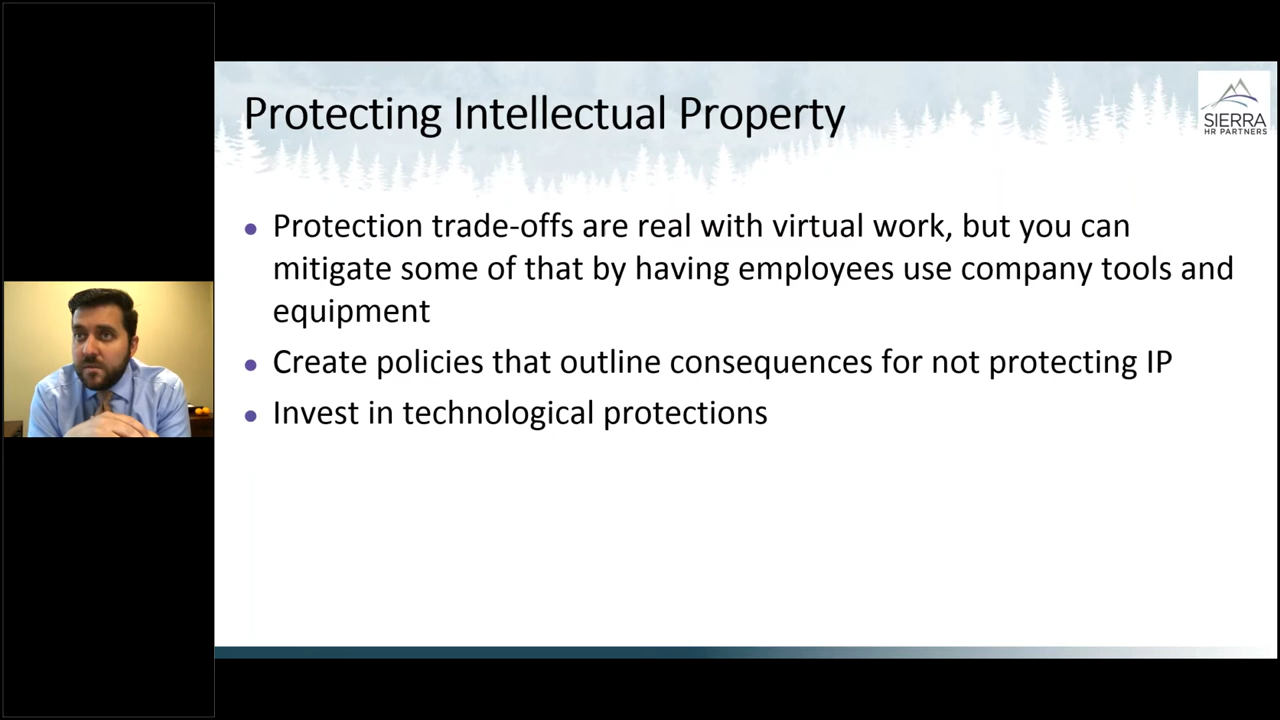 Protecting Intellectual Property
SIERRA
HR PARTNERS
Protection trade-offs are real with virtual work, but you can
mitigate some of that by having employees use company tools and
equipment
Create policies that outline consequences for not protecting IP
Invest in technological protections